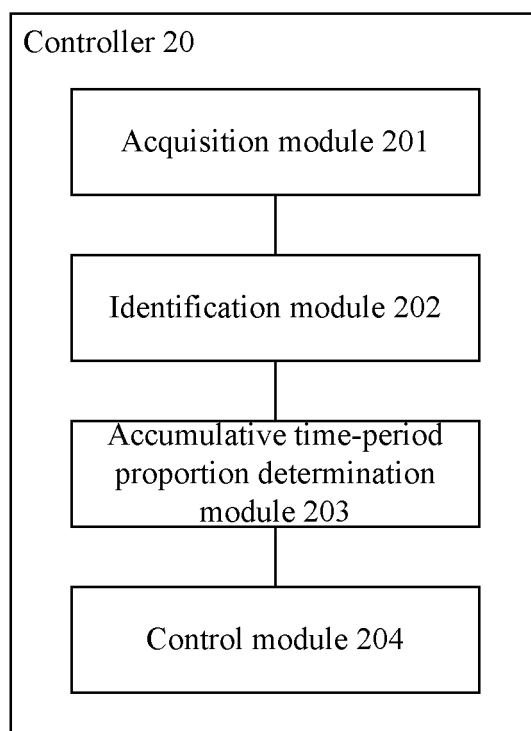 Controller 20
Acquisition module 201
Identification module 202
Accumulative time-period
proportion determination
module 203
Control module 204